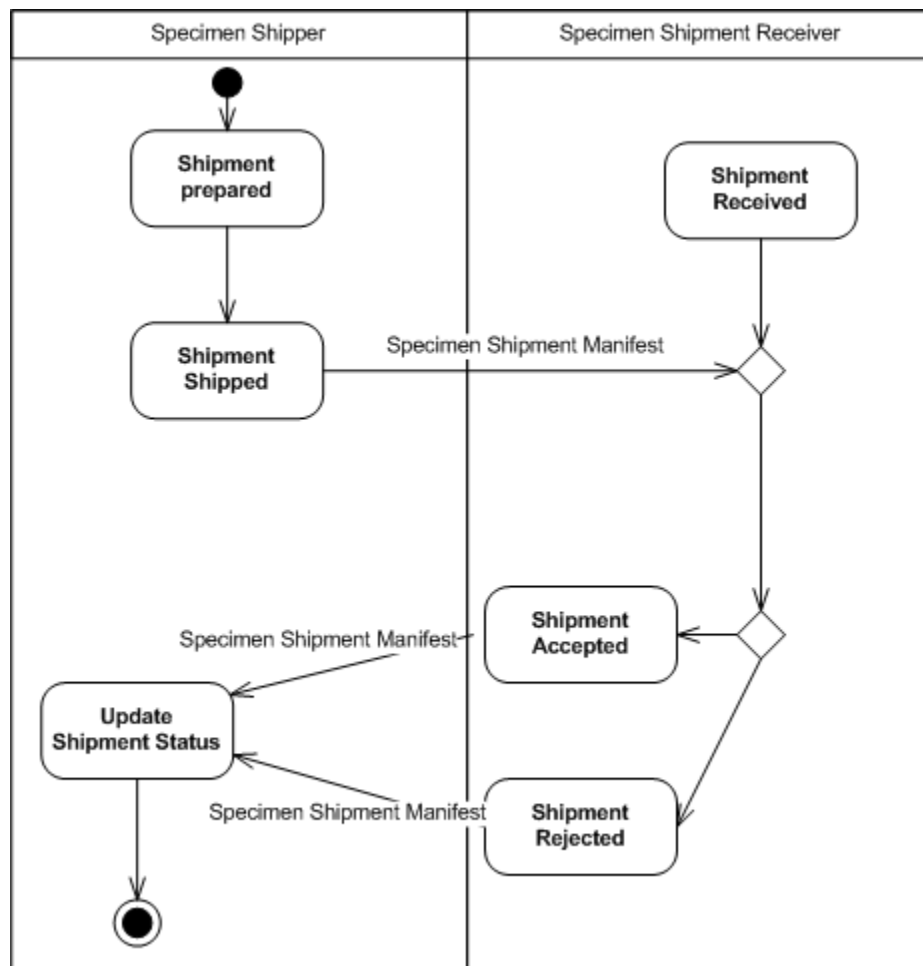 Specimen Shipper
Specimen Shipment Receiver
Shipment
prepared
Shipment
Received
Shipment
Shipped
Specimen Shipment Manifest
Shipment
Accepted
Specimen Shipment Manifest
Update
Shipment Status
Specimen Shipment Manifest
Shipment
Rejected